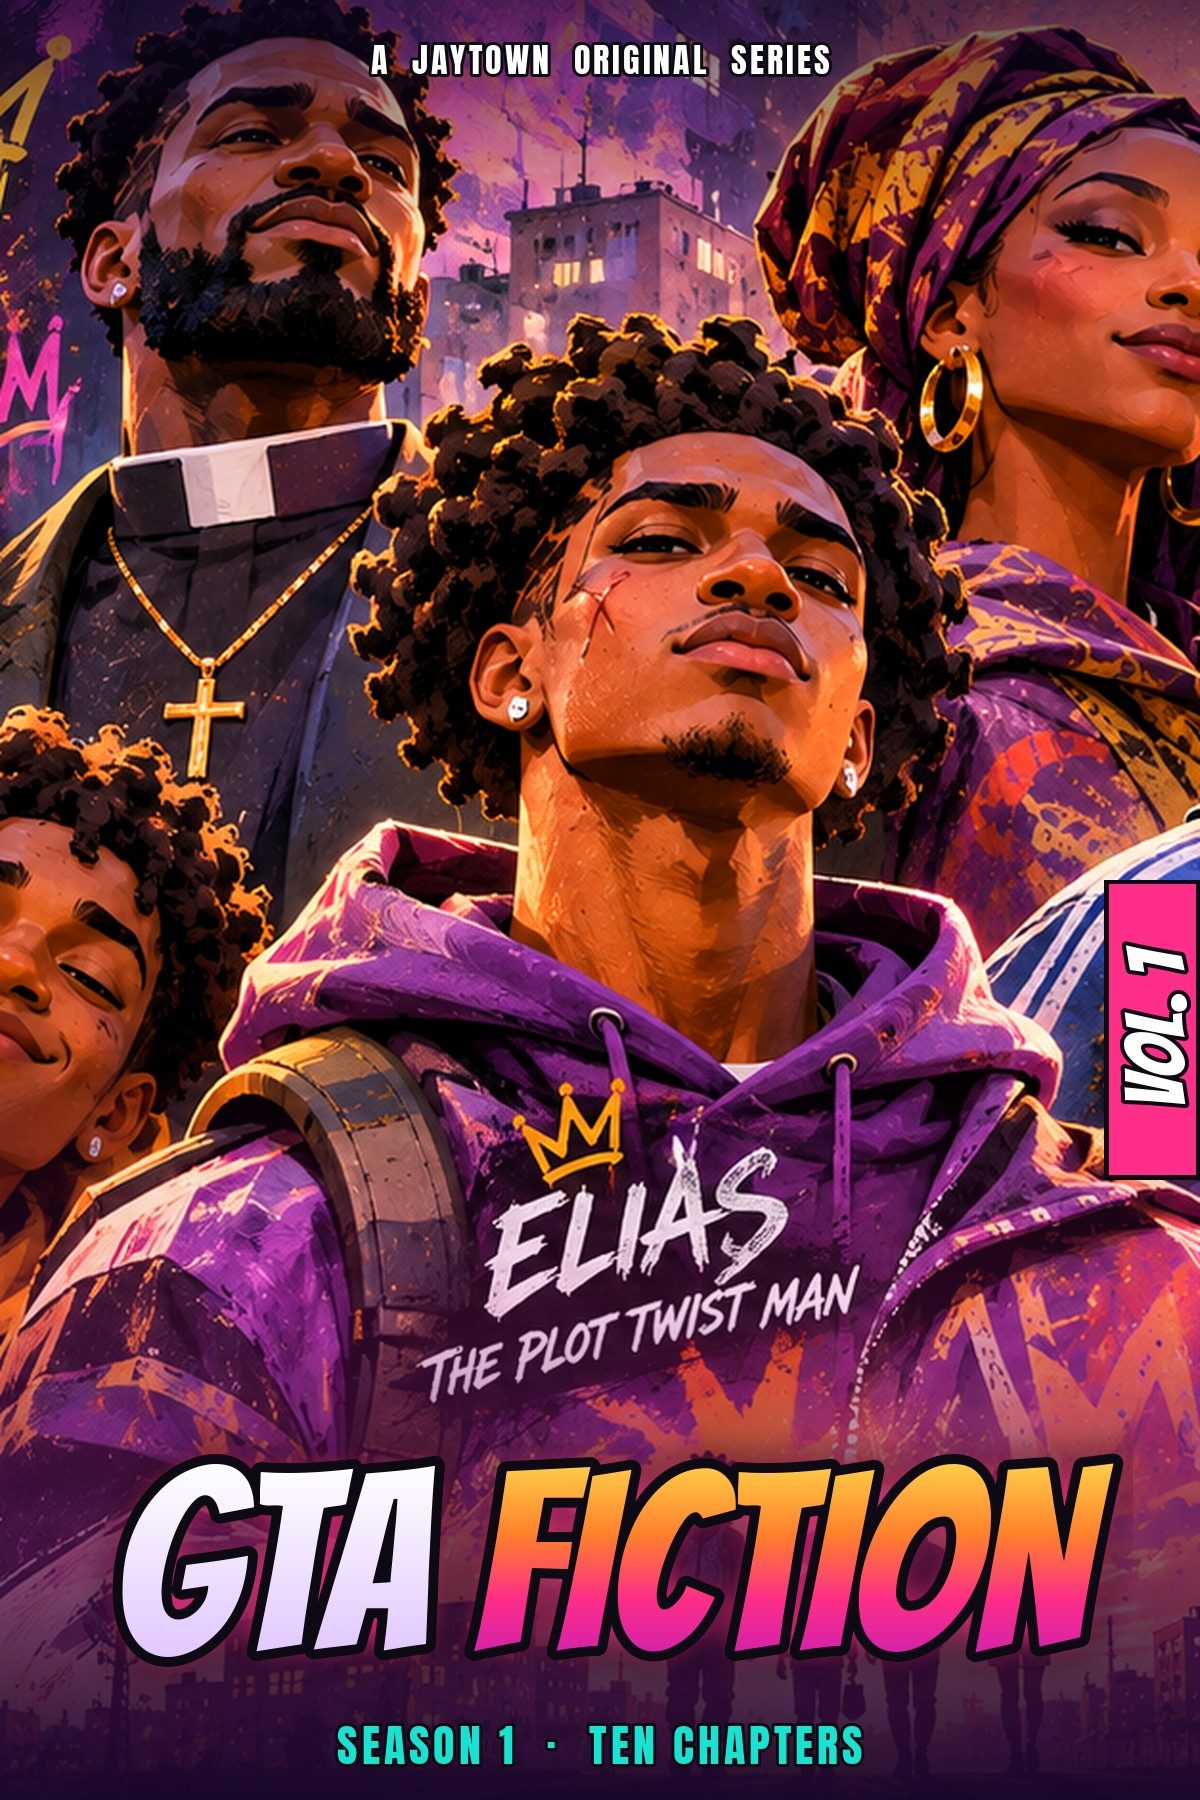 A JAYTOWN ORIGINAL SERIES
VOL. 1
ELIAS
THE PLOT TWIST MAN
GTA FICTION
SEASON 1 · TEN CHAPTERS